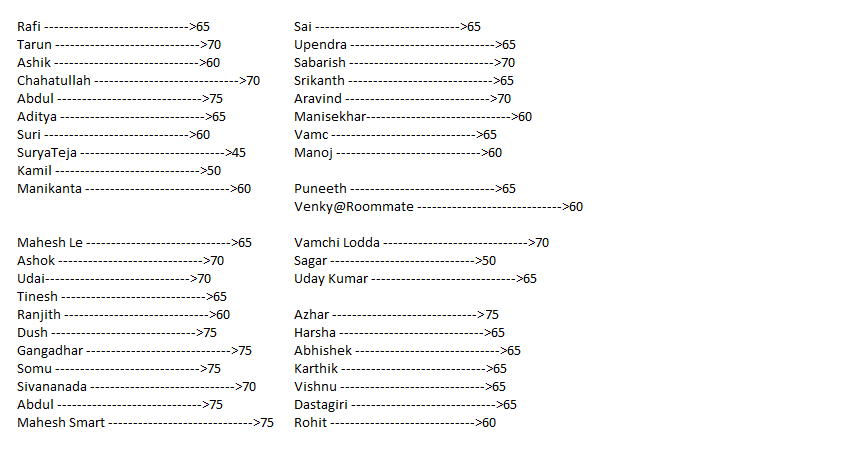 Rafi ----------------------------->65
Tarun ----------------------------->70
Ashik ----------------------------->60
Chahatullah ----------------------------->70
Abdul ----------------------------->75
Aditya ----------------------------->65
Suri ----------------------------->60
SuryaTeja ----------------------------->45
Kamil ----------------------------->50
Manikanta ----------------------------->60
Mahesh Le ----------------------------->65
Ashok ----------------------------->70
Udai----------------------------->70
Tinesh ----------------------------->65
Ranjith ----------------------------->60
Dush ----------------------------->75
Gangadhar ----------------------------->75
Somu ----------------------------->75
Sivananada ----------------------------->70
Abdul ----------------------------->75
Mahesh Smart ----------------------------->75
Sai ----------------------------->65
Upendra ----------------------------->65
Sabarish ----------------------------->70
Srikanth ----------------------------->65
Aravind ----------------------------->70
Manisekhar----------------------------->60
Vamc ----------------------------->65
Manoj ----------------------------->60
Puneeth ----------------------------->65
Venky@Roommate ----------------------------->60
Vamchi Lodda ----------------------------->70
Sagar ----------------------------->50
Uday Kumar ----------------------------->65
Azhar ----------------------------->75
Harsha ----------------------------->65
Abhishek ----------------------------->65
Karthik ----------------------------->65
Vishnu ----------------------------->65
Dastagiri ----------------------------->65
Rohit ----------------------------->60